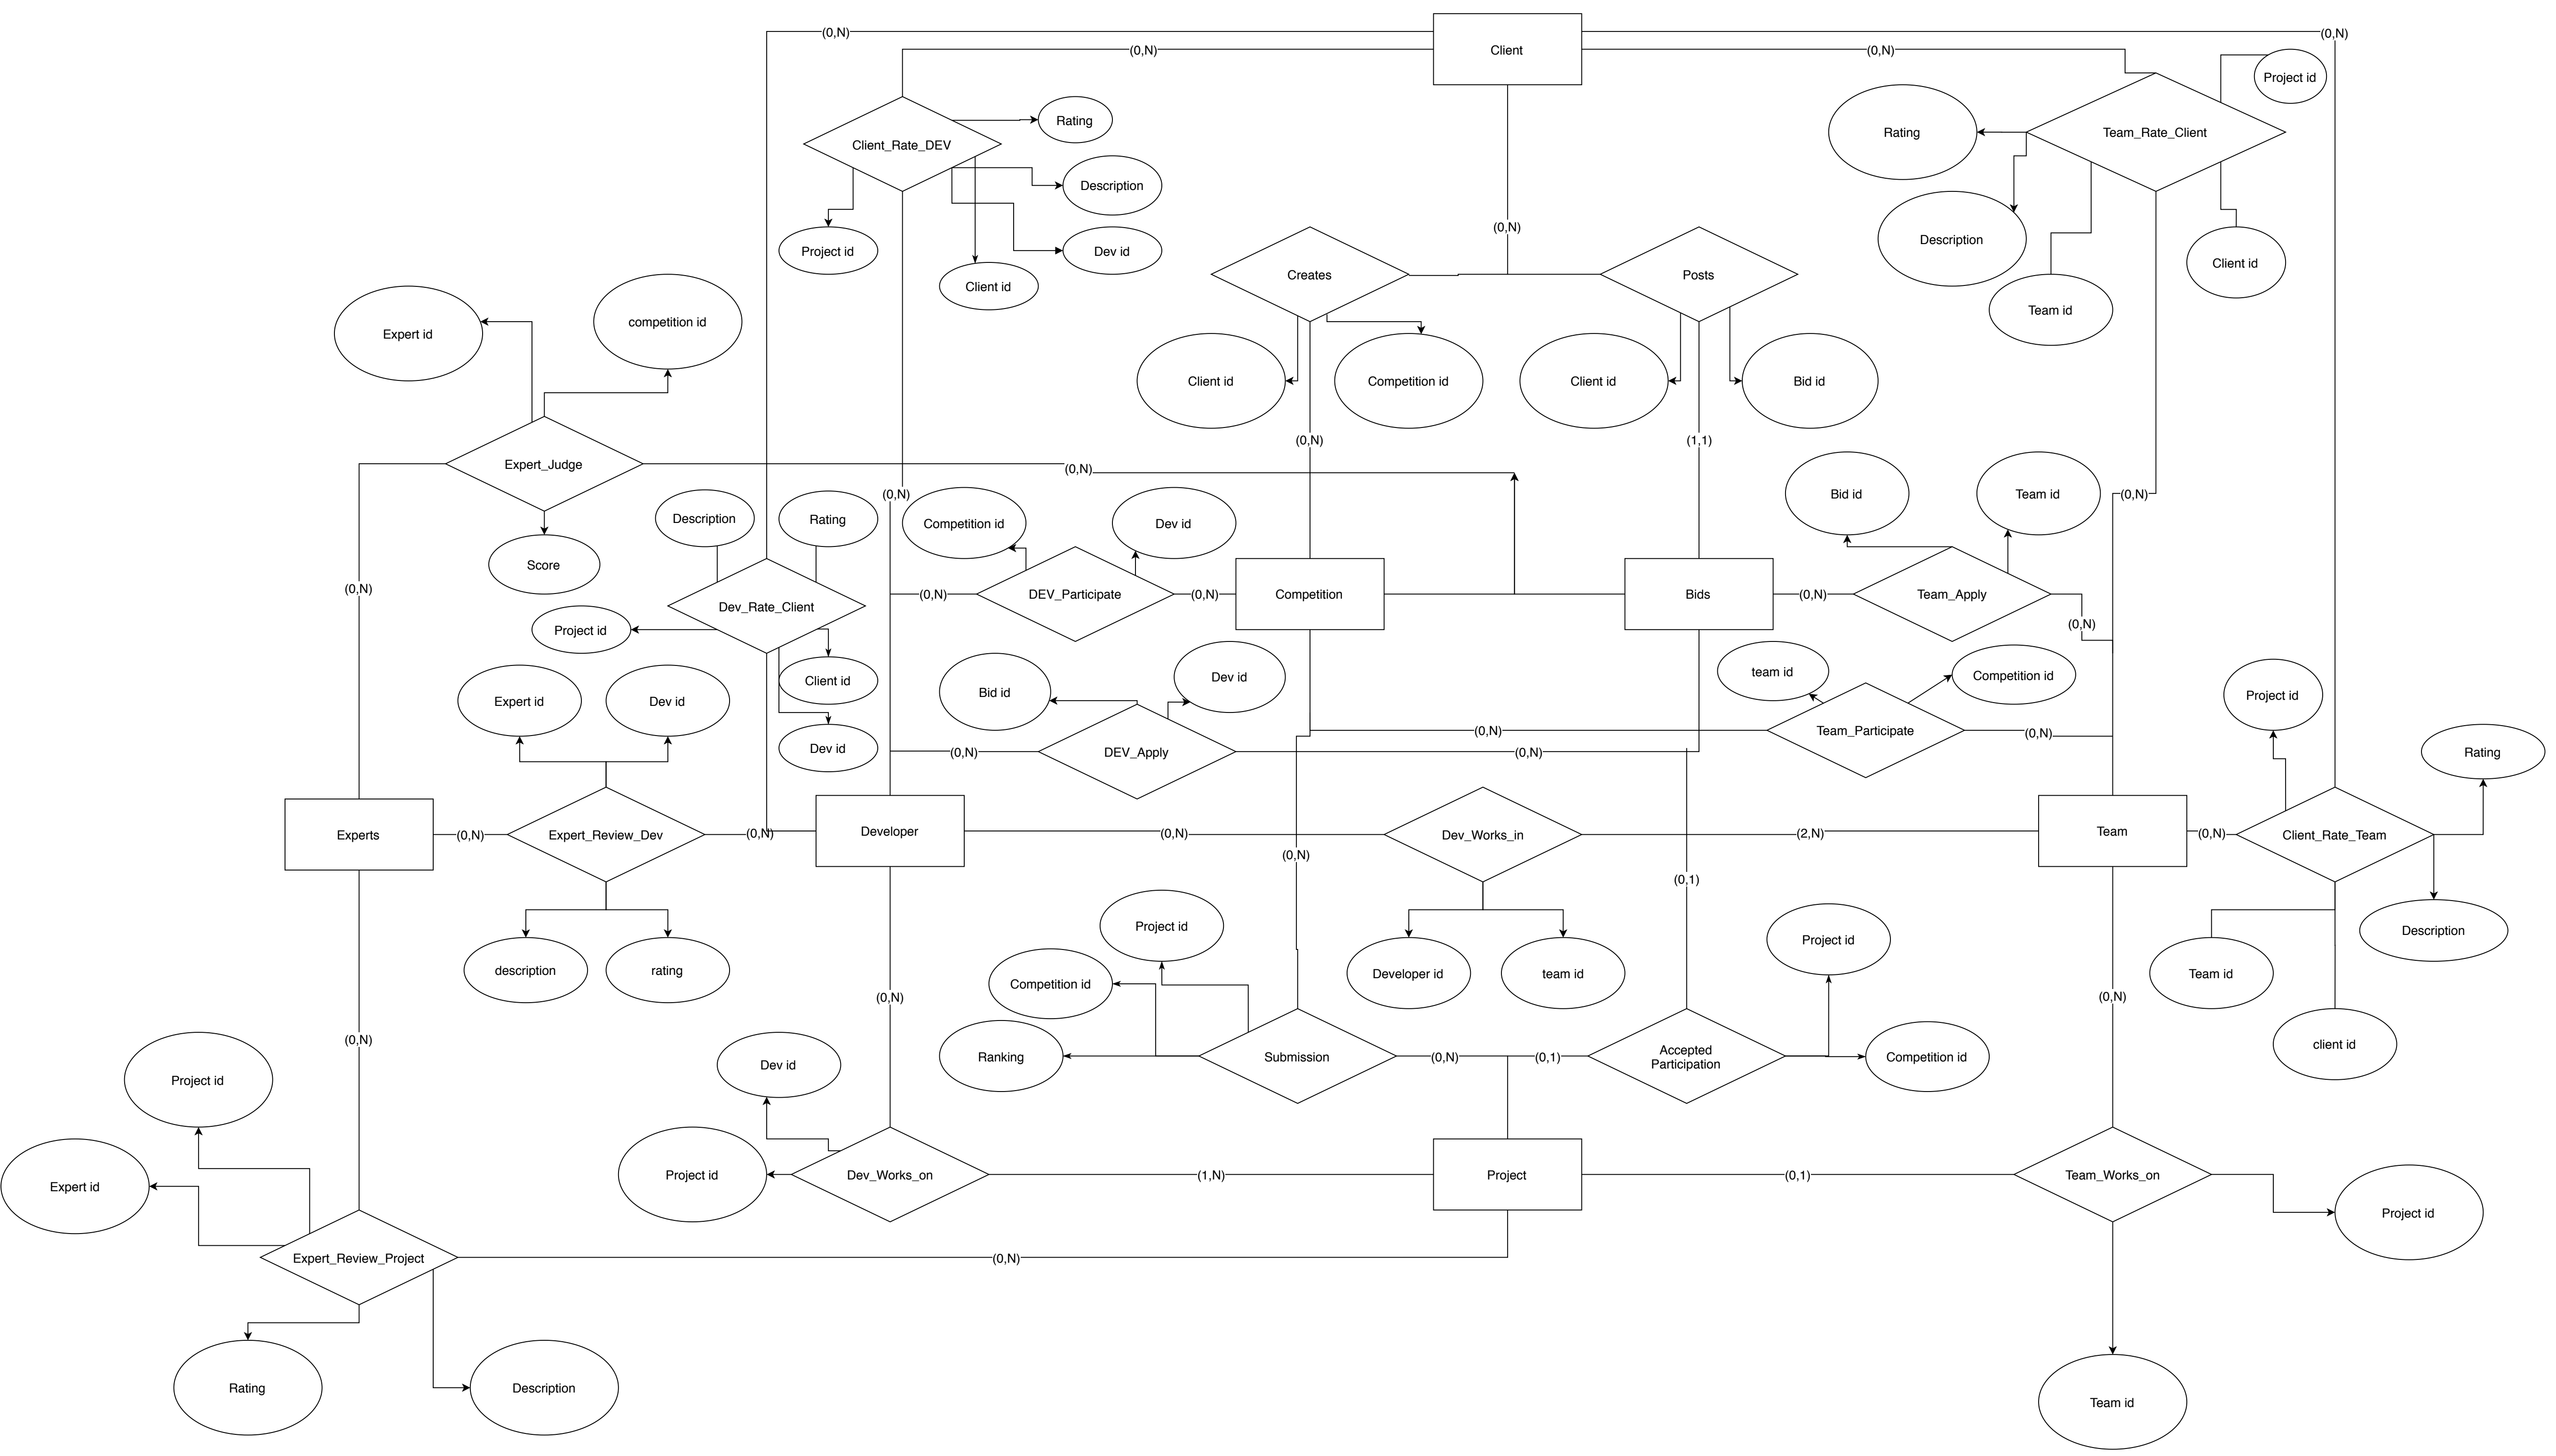 Client
(0,N)
(0,N)
(0,N)
(0,N)
Project id
Rating
Client_Rate_DEV
Description
Project id
Dev id
Client id
Rating
Team_Rate_Client
Description
Client id
Team id
(0,N)
Creates
Posts
Client id
Competition id
Client id
Bid id
Expert id
competition id
(0,N)
(1,1)
Expert_Judge
(0,N)
Score
(0,N)
(0,N)
Description
Rating
Competition id
Dev id
Bid id
Team id
(0,N)
Dev_Rate_Client
(0,N)
DEV_Participate
(0,N)
Competition
Bids
(0,N)
Team_Apply
(0,N)
Project id
Client id
Dev id
Expert id
Dev id
Bid id
Dev id
team id
Competition id
(0,N)
Team_Participate
(0,N)
(0,N)
DEV_Apply
(0,N)
Project id
Rating
Experts
(0,N)
Expert_Review_Dev
(0,N)
Developer
(0,N)
Dev_Works_in
(2,N)
Team
(0,N)
Client_Rate_Team
(0,N)
(0,1)
description
rating
Project id
Competition id
Developer id
team id
Project id
Team id
Description
client id
(0,N)
(0,N)
(0,N)
Ranking
Submission
(0,N)
(0,1)
Accepted
Participation
Competition id
Project id
Expert id
Dev id
Project id
Dev_Works_on
(1,N)
Project
(0,1)
Team_Works_on
Project id
Expert_Review_Project
(0,N)
Rating
Description
Team id